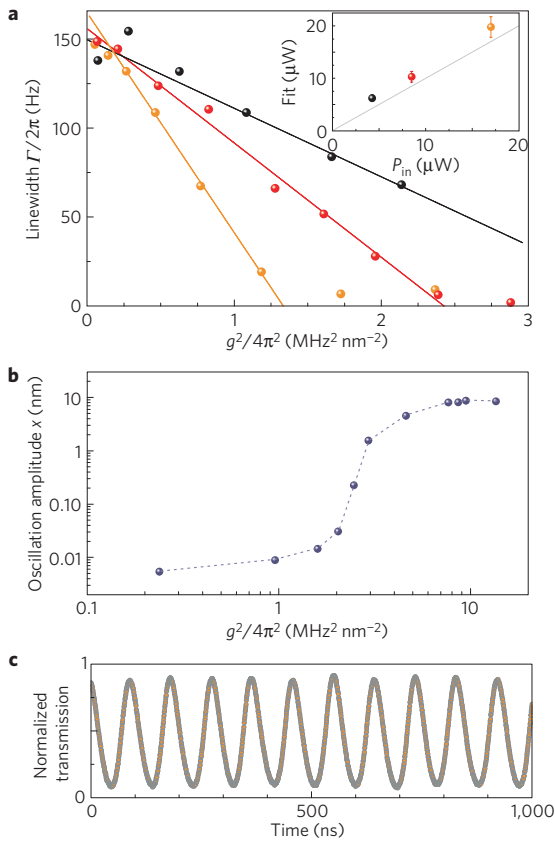 a
Linewidth Γ/2π (Hz)
150
100
50
0
0
1
2
3
g²/4π² (MHz² nm⁻²)
Fit (μW)
20
10
0
0
10
20
P_in (μW)
b
Oscillation amplitude x (nm)
10
1
0.10
0.01
0.1
1
10
g²/4π² (MHz² nm⁻²)
c
Normalized
transmission
1
0
0
500
1,000
Time (ns)